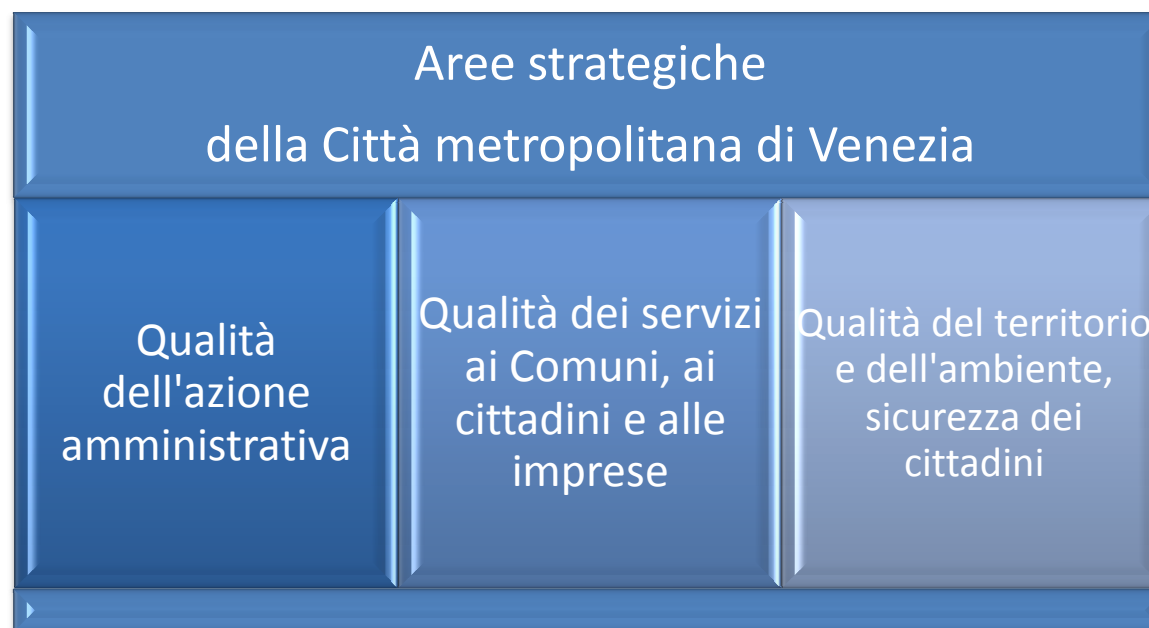 Aree strategiche
della Città metropolitana di Venezia
Qualità
dell'azione
amministrativa
Qualità dei servizi
ai Comuni, ai
cittadini e alle
imprese
Qualità del territorio
e dell'ambiente,
sicurezza dei
cittadini